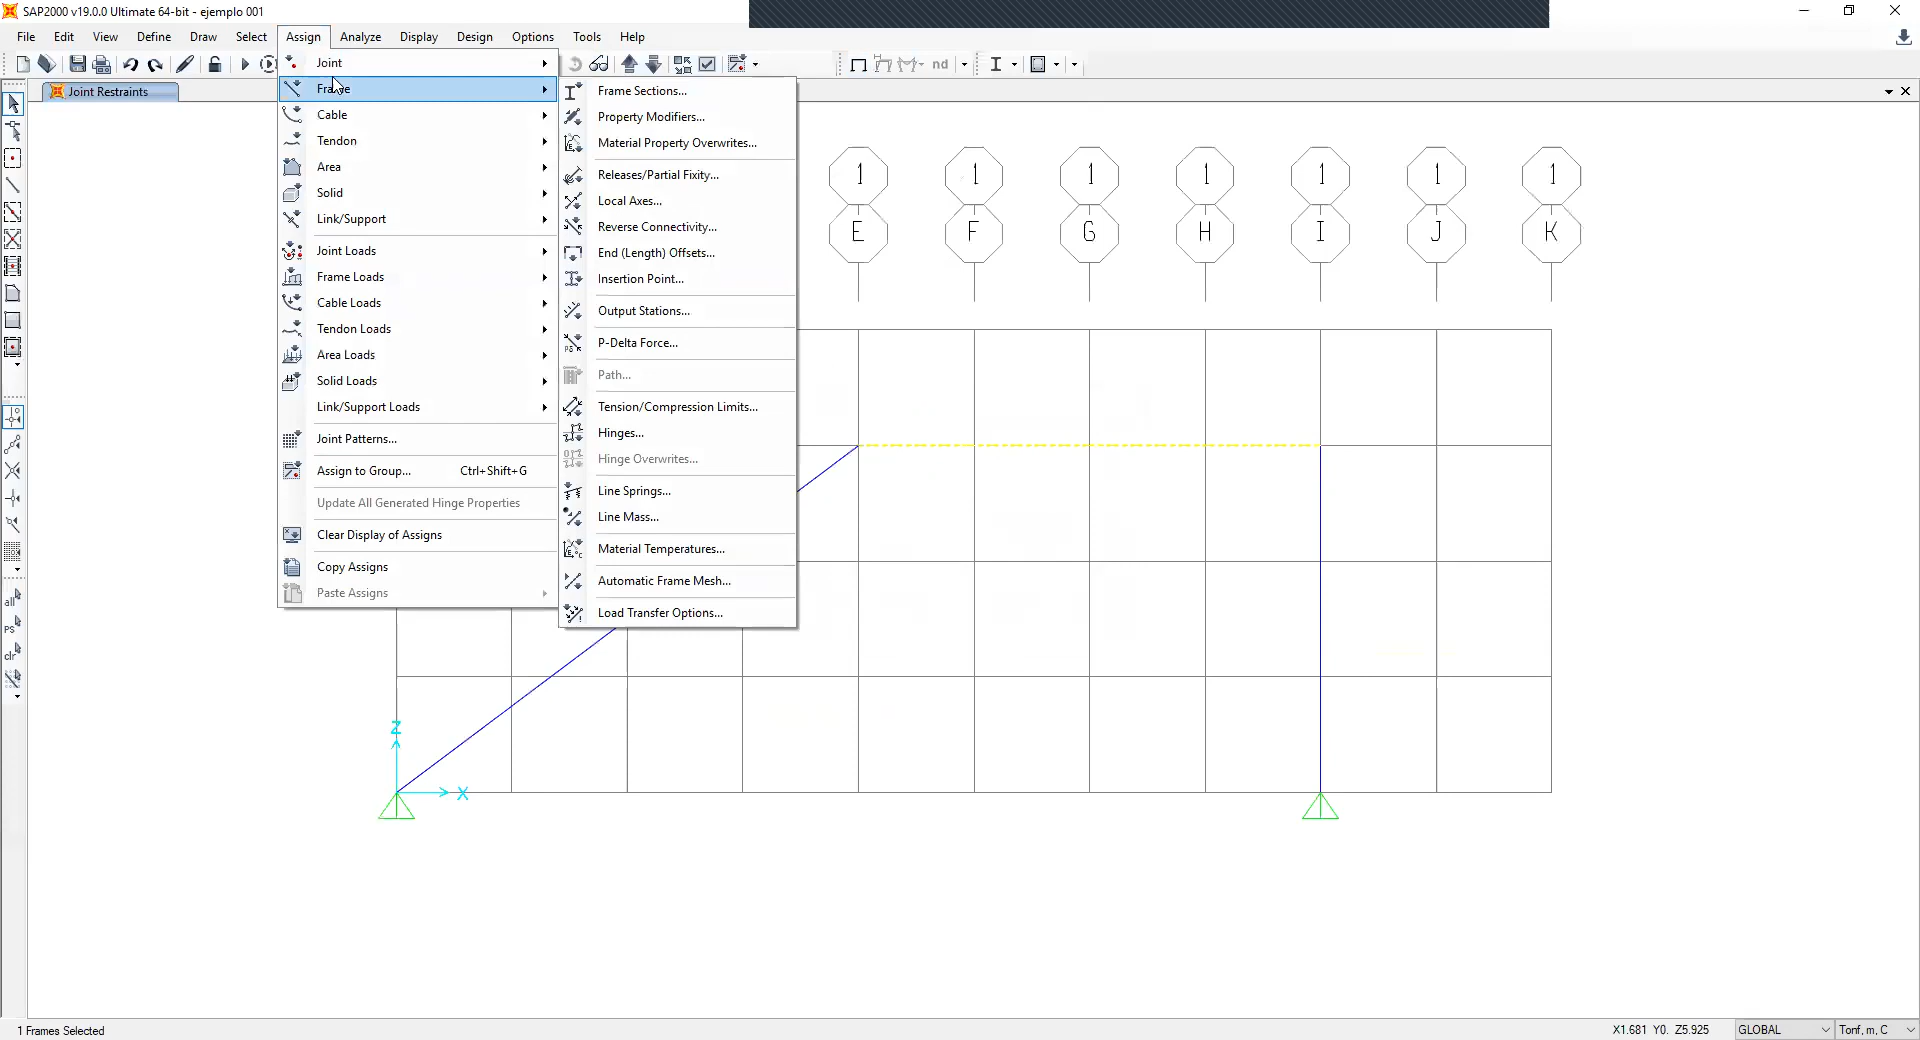 SAP2000 v19.0.0 Ultimate 64-bit - ejemplo 001
File Edit View Define Draw Select Assign Analyze Display Design Options Tools Help
nd
Joint Restraints
Joint
Frame
Cable
Tendon
Area
Solid
Link/Support
Joint Loads
Frame Loads
Cable Loads
Tendon Loads
Area Loads
Solid Loads
Link/Support Loads
Joint Patterns...
Assign to Group... Ctrl+Shift+G
Update All Generated Hinge Properties
Clear Display of Assigns
Copy Assigns
Paste Assigns
Frame Sections...
Property Modifiers...
Material Property Overwrites...
Releases/Partial Fixity...
Local Axes...
Reverse Connectivity...
End (Length) Offsets...
Insertion Point...
Output Stations...
P-Delta Force...
Path...
Tension/Compression Limits...
Hinges...
Hinge Overwrites...
Line Springs...
Line Mass...
Material Temperatures...
Automatic Frame Mesh...
Load Transfer Options...
1 1 1 1 1 1 1
E F G H I J K
all
PS
clr
Z
X
1 Frames Selected
X1.681 Y0. Z5.925
GLOBAL
Tonf, m, C